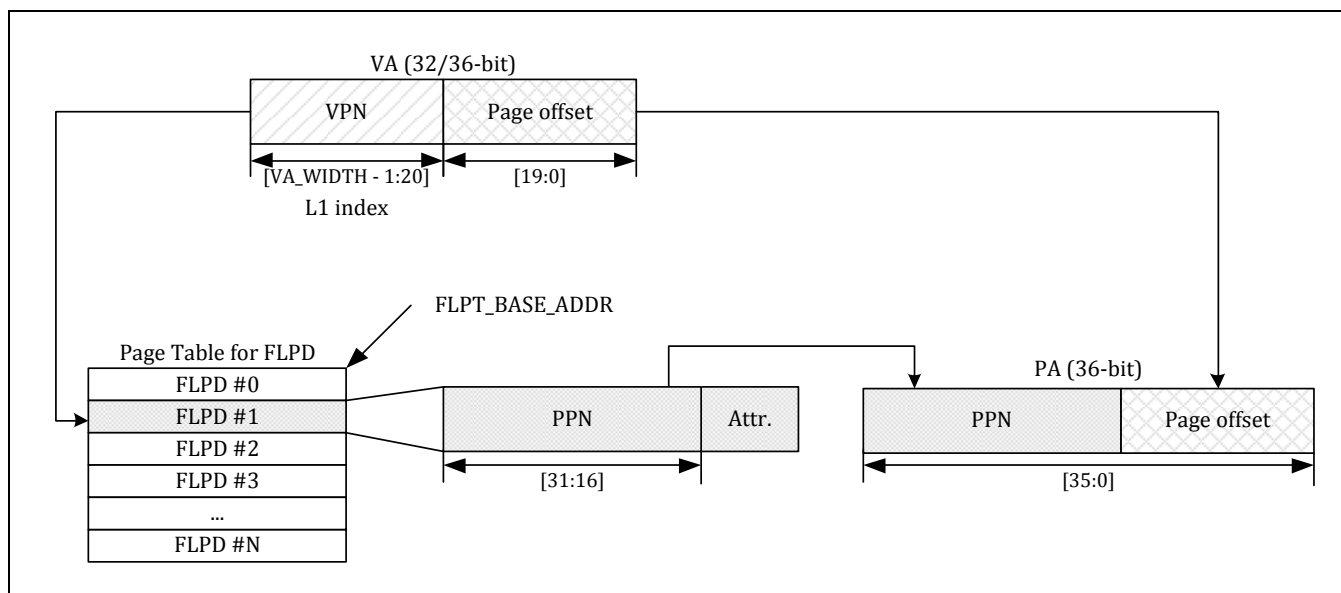 VA (32/36-bit)
VPN
Page offset
[VA_WIDTH - 1:20]
[19:0]
L1 index
FLPT_BASE_ADDR
Page Table for FLPD
FLPD #0
FLPD #1
FLPD #2
FLPD #3
...
FLPD #N
PPN
Attr.
[31:16]
PA (36-bit)
PPN
Page offset
[35:0]